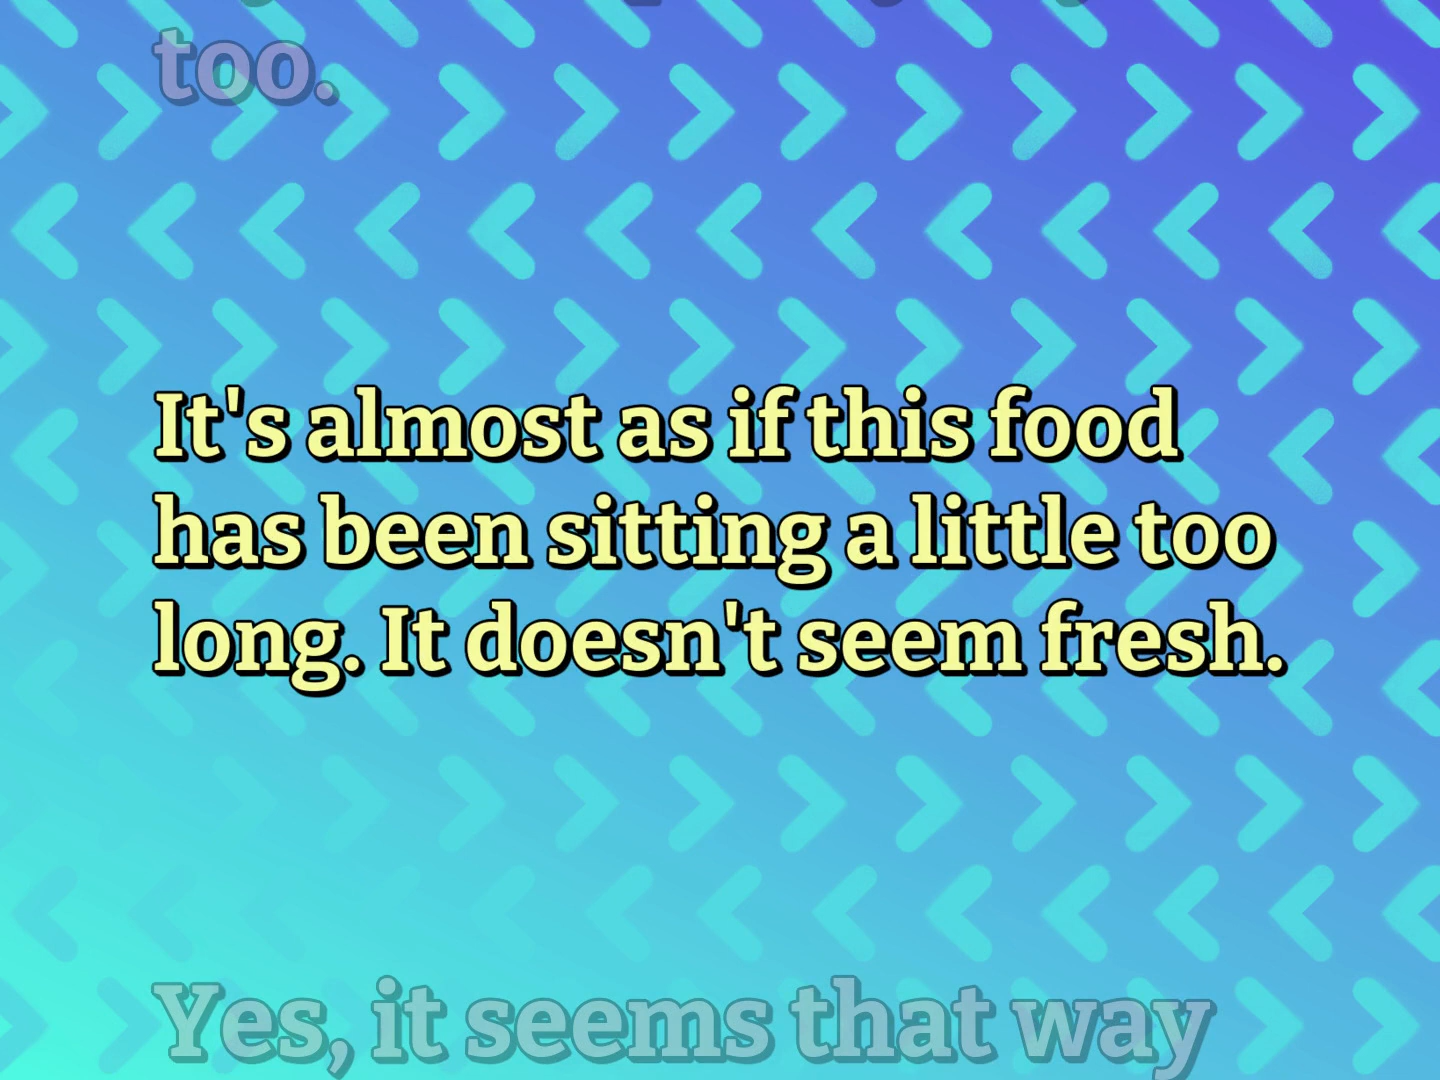 too.
It's almost as if this food
has been sitting a little too
long. It doesn't seem fresh.
Yes, it seems that way